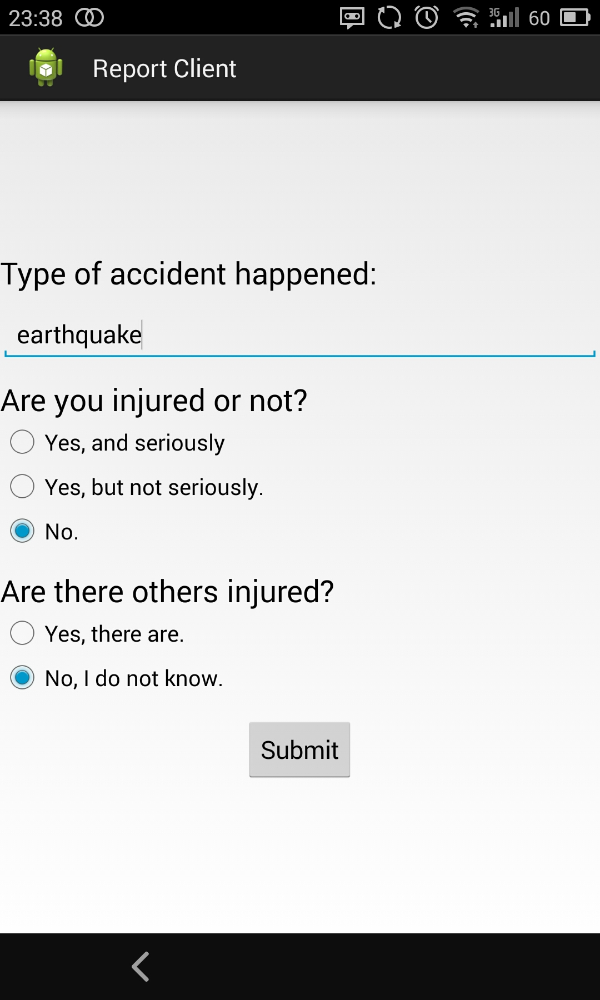 23:38 3G 60
Report Client
Type of accident happened:
earthquake
Are you injured or not?
Yes, and seriously
Yes, but not seriously.
No.
Are there others injured?
Yes, there are.
No, I do not know.
Submit